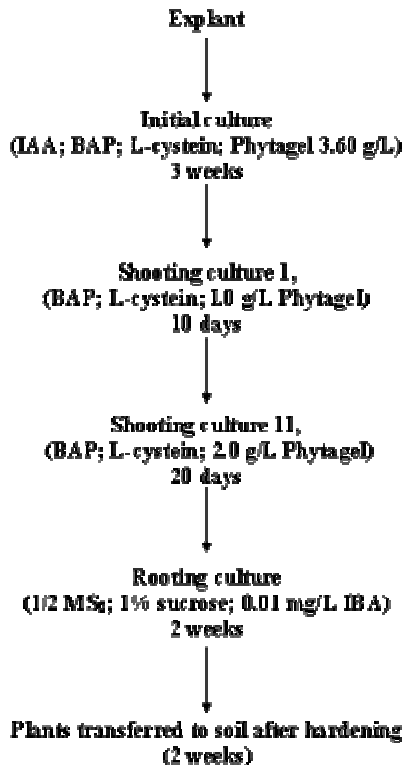 Explant
Initial culture
(IAA; BAP; L-cystein; Phytagel 3.60 g/L)
3 weeks
Shooting culture 1,
(BAP; L-cystein; 1.0 g/L Phytagel)
10 days
Shooting culture 11,
(BAP; L-cystein; 2.0 g/L Phytagel)
20 days
Rooting culture
(1/2 MS₀; 1% sucrose; 0.01 mg/L IBA)
2 weeks
Plants transferred to soil after hardening
(2 weeks)